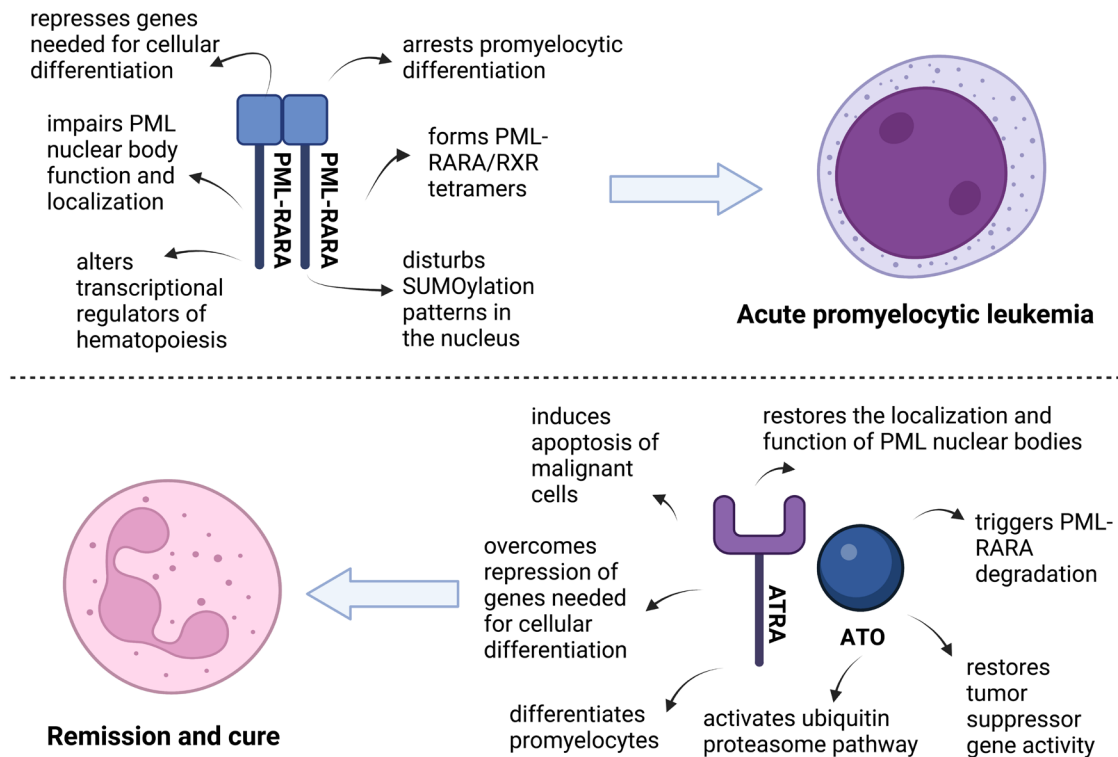 represses genes
needed for cellular
differentiation
arrests promyelocytic
differentiation
impairs PML
nuclear body
function and
localization
PML-RARA
PML-RARA
forms PML-
RARA/RXR
tetramers
alters
transcriptional
regulators of
hematopoiesis
disturbs
SUMOylation
patterns in
the nucleus
Acute promyelocytic leukemia
induces
apoptosis of
malignant
cells
restores the localization and
function of PML nuclear bodies
overcomes
repression of
genes needed
for cellular
differentiation
triggers PML-
RARA
degradation
ATRA
ATO
differentiates
promyelocytes
activates ubiquitin
proteasome pathway
restores
tumor
suppressor
gene activity
Remission and cure